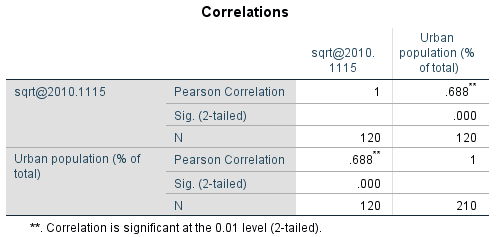 Correlations
sqrt@2010.
1115
Urban
population (%
of total)
sqrt@2010.1115 Pearson Correlation 1 .688**
Sig. (2-tailed) .000
N 120 120
Urban population (% of
total)
Pearson Correlation .688** 1
Sig. (2-tailed) .000
N 120 210
**. Correlation is significant at the 0.01 level (2-tailed).